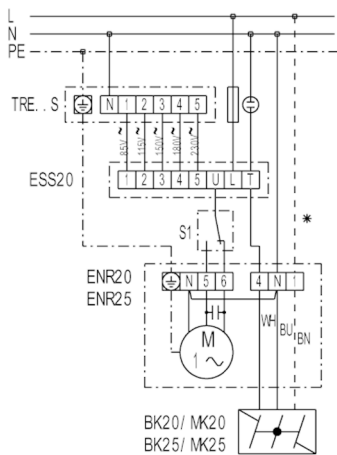 L
N
PE
TRE..S
N 1 2 3 4 5
~ ~ ~ ~ ~
85V 115V 150V 180V 230V
ESS20
1 2 3 4 5 U L T
S1
*
ENR20
ENR25
N 5 6 4 N 1
WH
BU
BN
M
1 ~
BK20/ MK20
BK25/ MK25